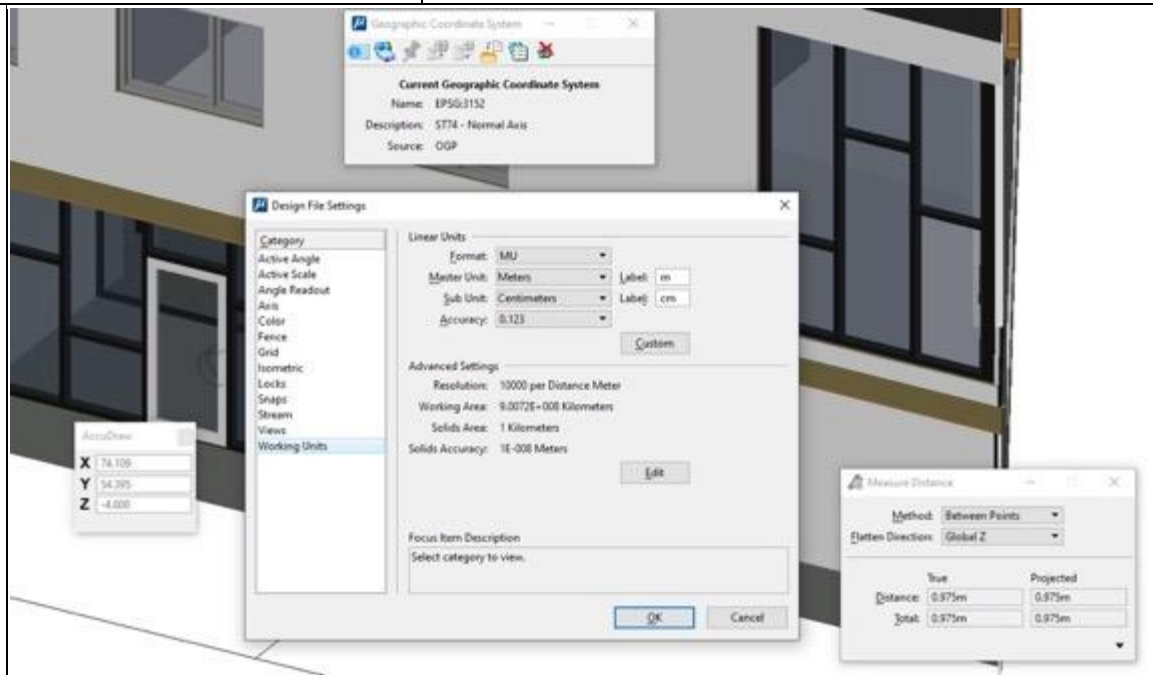 Geographic Coordinate System
Current Geographic Coordinate System
Name: EPSG:3152
Description: ST74 - Normal Axis
Source: OGP
Design File Settings
Category
Active Angle
Active Scale
Angle Readout
Axis
Color
Fence
Grid
Isometric
Locks
Snaps
Stream
Views
Working Units
Linear Units
Format: MU
Master Unit: Meters Label: m
Sub Unit: Centimeters Label: cm
Accuracy: 0.123
Custom
Advanced Settings
Resolution: 10000 per Distance Meter
Working Area: 9.0072E+008 Kilometers
Solids Area: 1 Kilometers
Solids Accuracy: 1E-008 Meters
Edit
Focus Item Description
Select category to view.
OK Cancel
AccuDraw
X 74.109
Y 54.395
Z -4.000
Measure Distance
Method: Between Points
Flatten Direction: Global Z
True Projected
Distance: 0.975m 0.975m
Total: 0.975m 0.975m